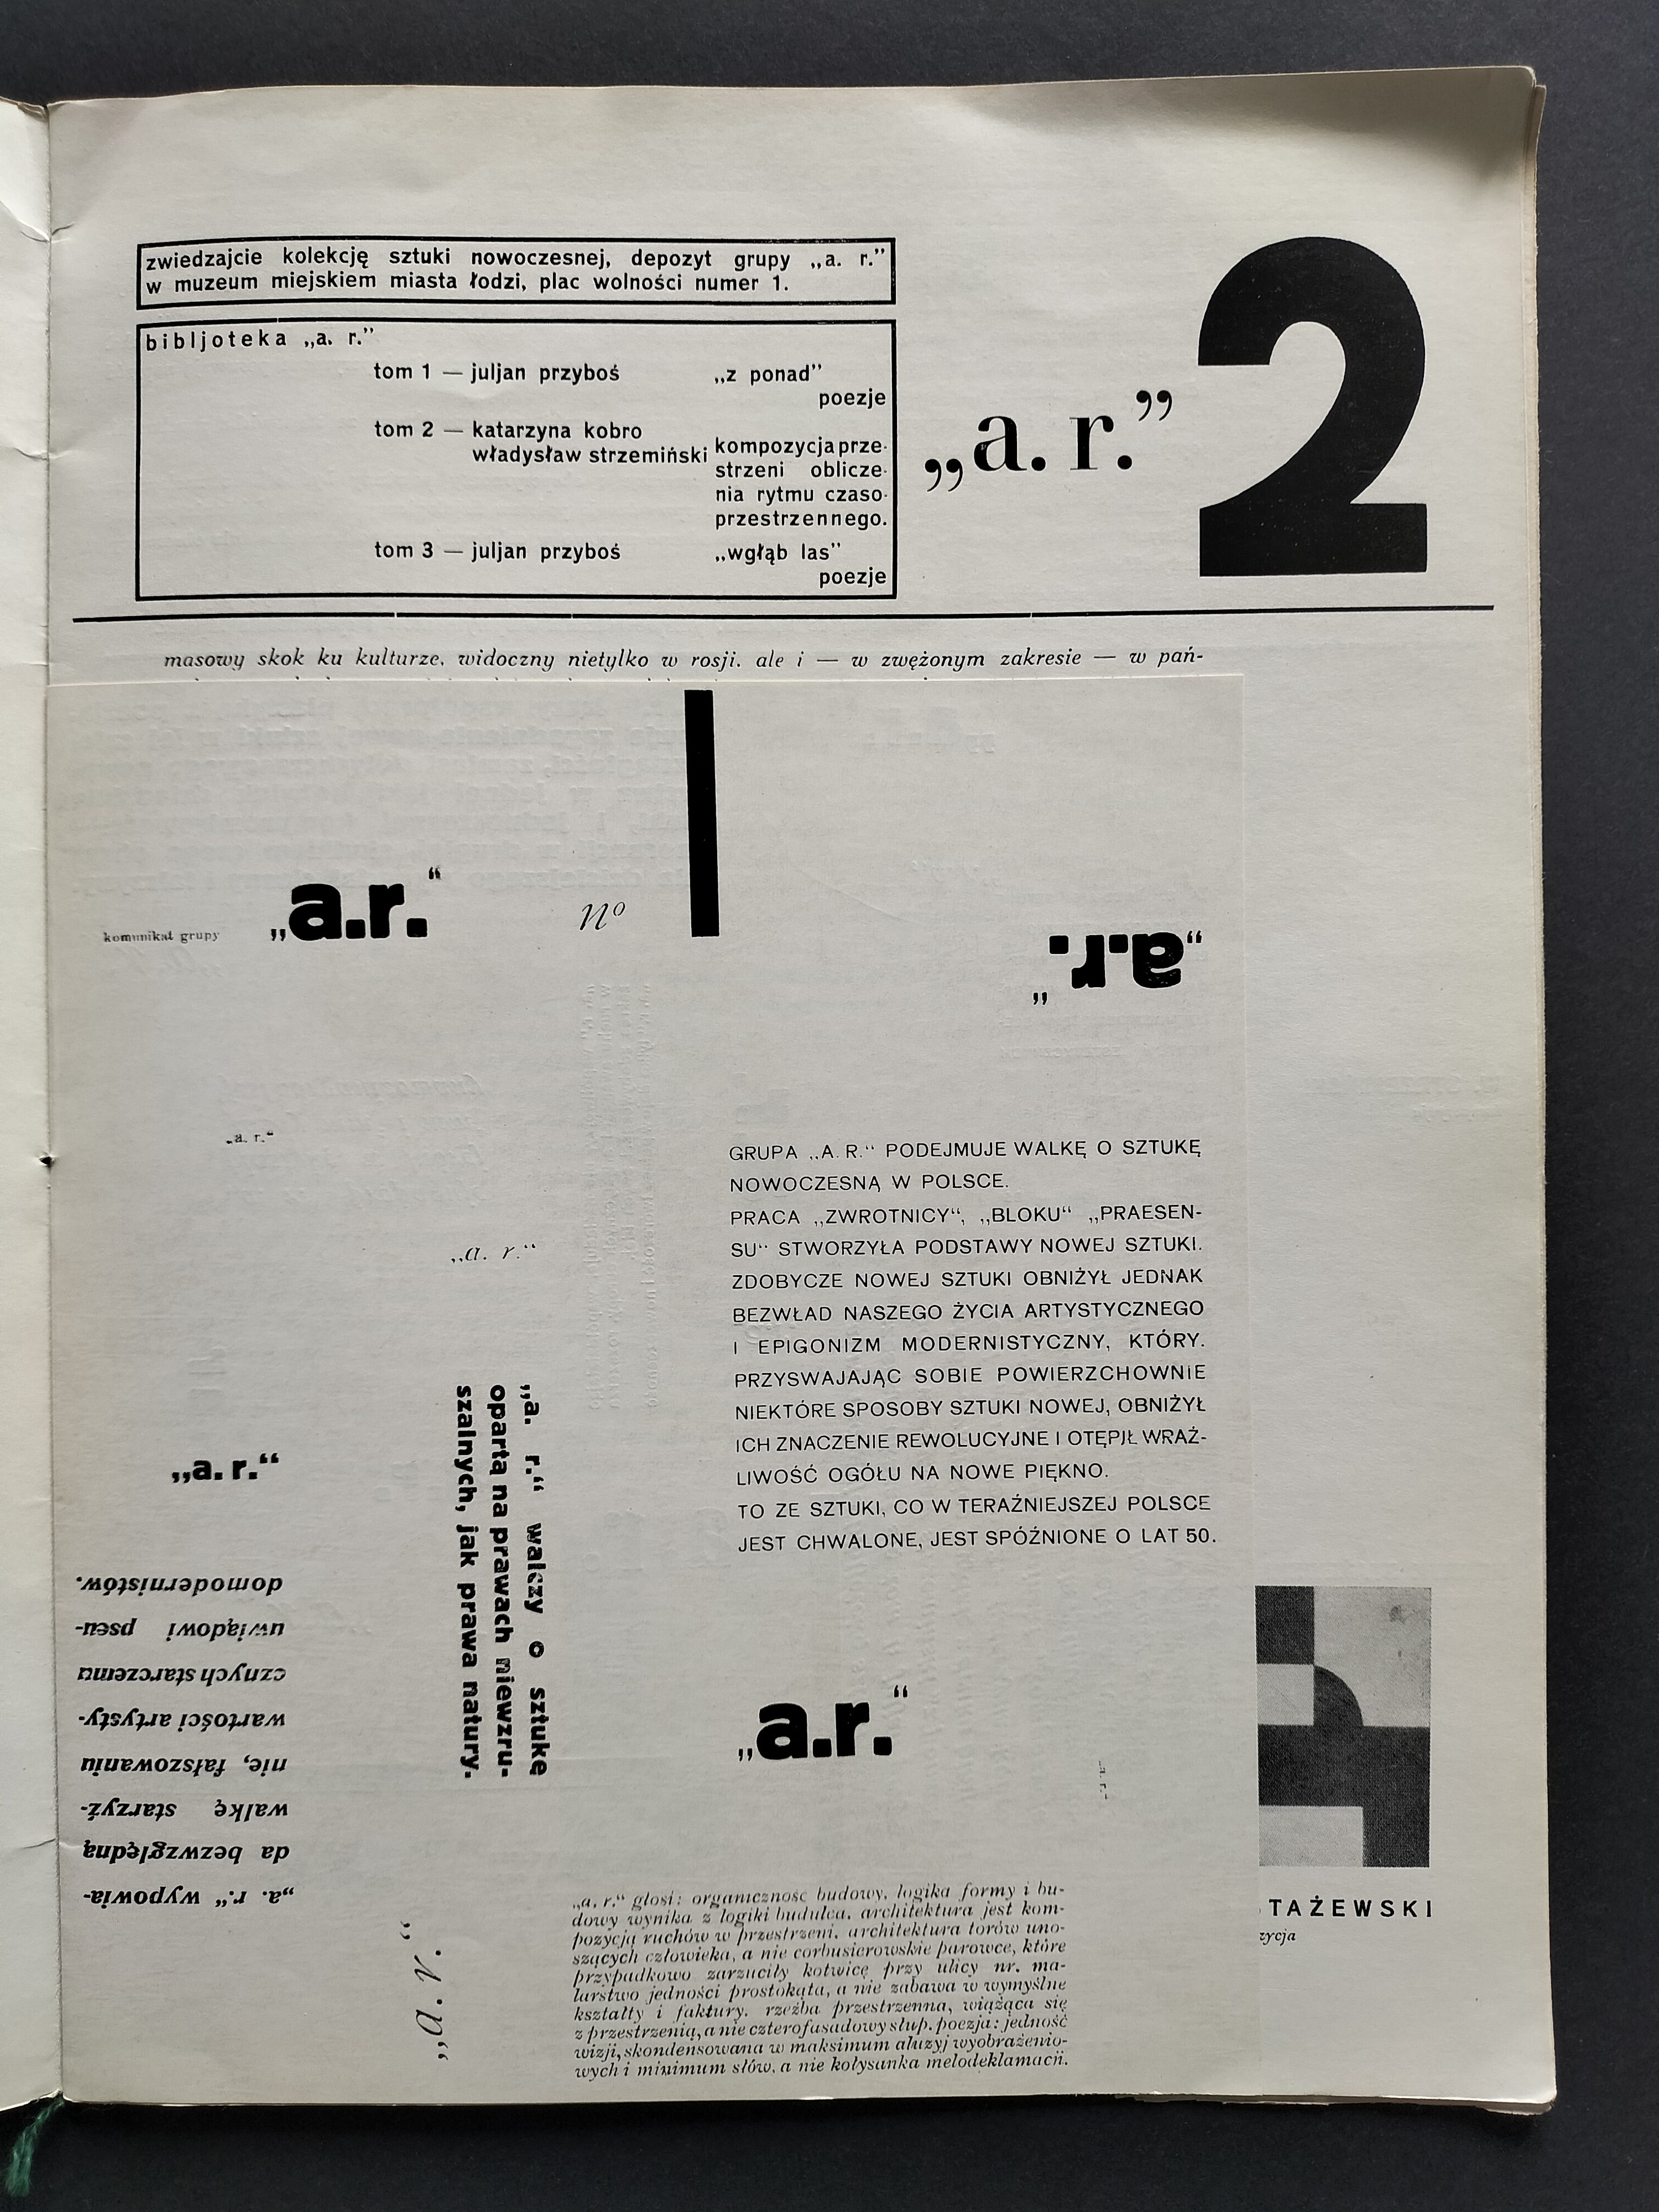 zwiedzajcie kolekcję sztuki nowoczesnej, depozyt grupy „a. r.”
w muzeum miejskiem miasta łodzi, plac wolności numer 1.
bibljoteka „a. r.”
tom 1 — juljan przyboś „z ponad”
poezje
tom 2 — katarzyna kobro
władysław strzemiński
kompozycja prze-
strzeni oblicze-
nia rytmu czaso-
przestrzennego.
tom 3 — juljan przyboś „wgłąb las”
poezje
„a. r.” 2
masowy skok ku kulturze, widoczny nietylko w rosji. ale i — w zwężonym zakresie — w pań-
komunikat grupy „a.r.“ nº
„a.r.“
„a. r.“
„a. r.“
GRUPA „A. R.“ PODEJMUJE WALKĘ O SZTUKĘ
NOWOCZESNĄ W POLSCE.
PRACA „ZWROTNICY“, „BLOKU“ „PRAESEN-
SU“ STWORZYŁA PODSTAWY NOWEJ SZTUKI.
ZDOBYCZE NOWEJ SZTUKI OBNIŻYŁ JEDNAK
BEZWŁAD NASZEGO ŻYCIA ARTYSTYCZNEGO
I EPIGONIZM MODERNISTYCZNY, KTÓRY.
PRZYSWAJAJĄC SOBIE POWIERZCHOWNIE
NIEKTÓRE SPOSOBY SZTUKI NOWEJ, OBNIŻYŁ
ICH ZNACZENIE REWOLUCYJNE I OTĘPIŁ WRAŻ-
LIWOŚĆ OGÓŁU NA NOWE PIĘKNO.
TO ZE SZTUKI, CO W TERAŹNIEJSZEJ POLSCE
JEST CHWALONE, JEST SPÓŹNIONE O LAT 50.
„a. r.“ walczy o sztukę
opartą na prawach niewzru-
szalnych, jak prawa natury.
„a. r.“
„a. r.“ wypowia-
da bezwzględną
walkę starzyź-
nie, fałszowaniu
wartości artysty-
cznych starczemu
uwiądowi pseu-
domodernistów.
„a.r.“
„a. r.“
„a. r.“
„a. r.“ głosi: organiczność budowy. logika formy i bu-
dowy wynika z logiki budulca. architektura jest kom-
pozycją ruchów w przestrzeni. architektura torów uno-
szących człowieka, a nie corbusierowskie parowce, które
przypadkowo zarzuciły kotwicę przy ulicy nr. ma-
larstwo jedności prostokąta, a nie zabawa w wymyślne
kształty i faktury. rzeźba przestrzenna, wiążąca się
z przestrzenią, a nie czterofasadowy słup. poezja: jedność
wizji, skondensowana w maksimum aluzyj wyobrażenio-
wych i minimum słów, a nie kołysanka melodeklamacji.
TAŻEWSKI
zycja